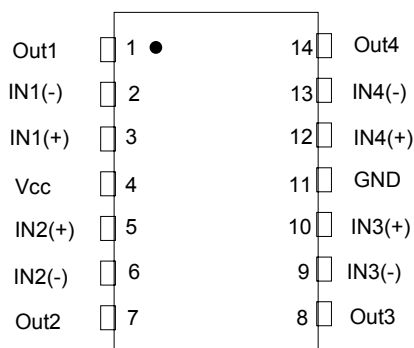 Out1 1 14 Out4
IN1(-) 2 13 IN4(-)
IN1(+) 3 12 IN4(+)
Vcc 4 11 GND
IN2(+) 5 10 IN3(+)
IN2(-) 6 9 IN3(-)
Out2 7 8 Out3